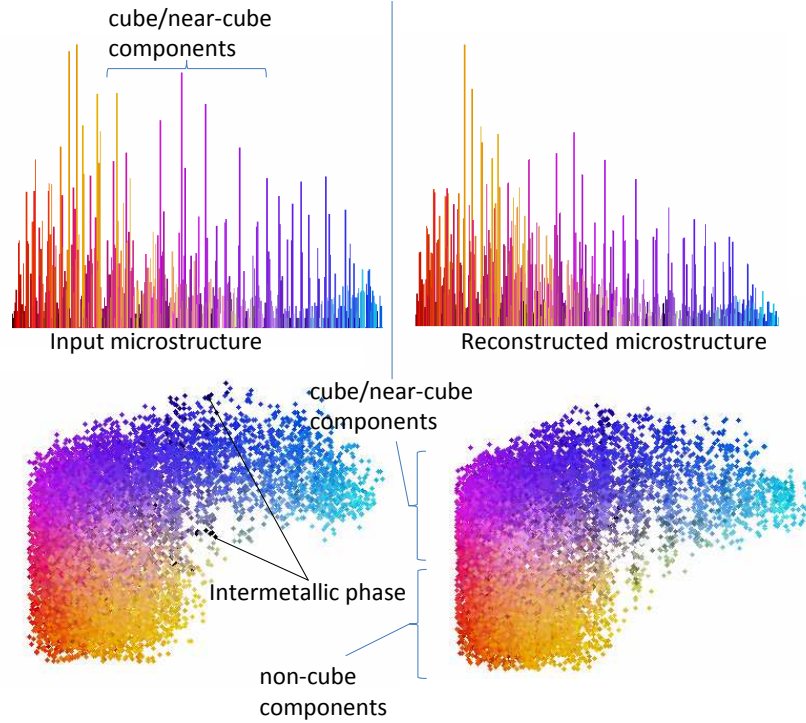 cube/near-cube
components
Input microstructure
Reconstructed microstructure
cube/near-cube
components
Intermetallic phase
non-cube
components